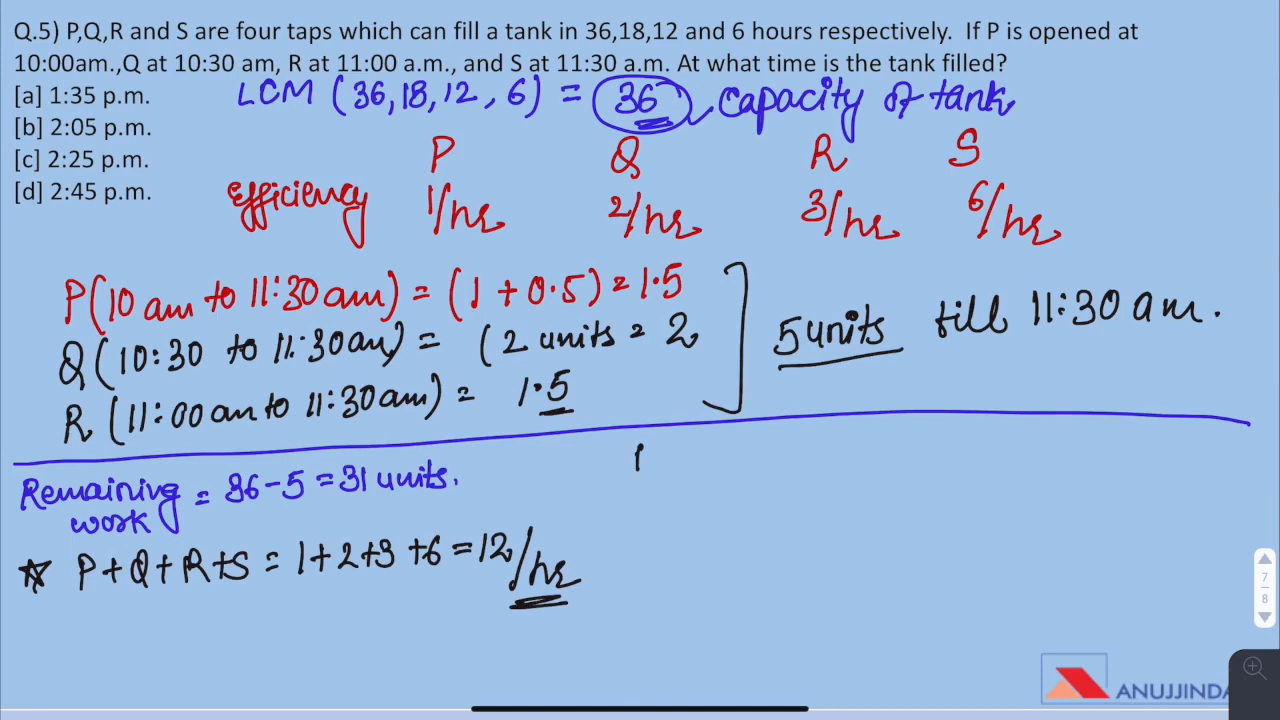 Q.5) P,Q,R and S are four taps which can fill a tank in 36,18,12 and 6 hours respectively. If P is opened at
10:00am.,Q at 10:30 am, R at 11:00 a.m., and S at 11:30 a.m. At what time is the tank filled?
[a] 1:35 p.m.
LCM (36,18,12,6) = 36, capacity of tank
[b] 2:05 p.m.
[c] 2:25 p.m.
P Q R S
[d] 2:45 p.m.
Efficiency 1/hr 2/hr 3/hr 6/hr
P(10 am to 11:30 am) = (1 + 0.5) = 1.5
Q (10:30 to 11:30am) = (2 units = 2
5 units till 11:30 am.
R (11:00 am to 11:30 am) = 1.5
Remaining work = 36 - 5 = 31 units.
P+Q+R+S = 1+2+3+6 = 12/hr
7
8
ANUJJINDA